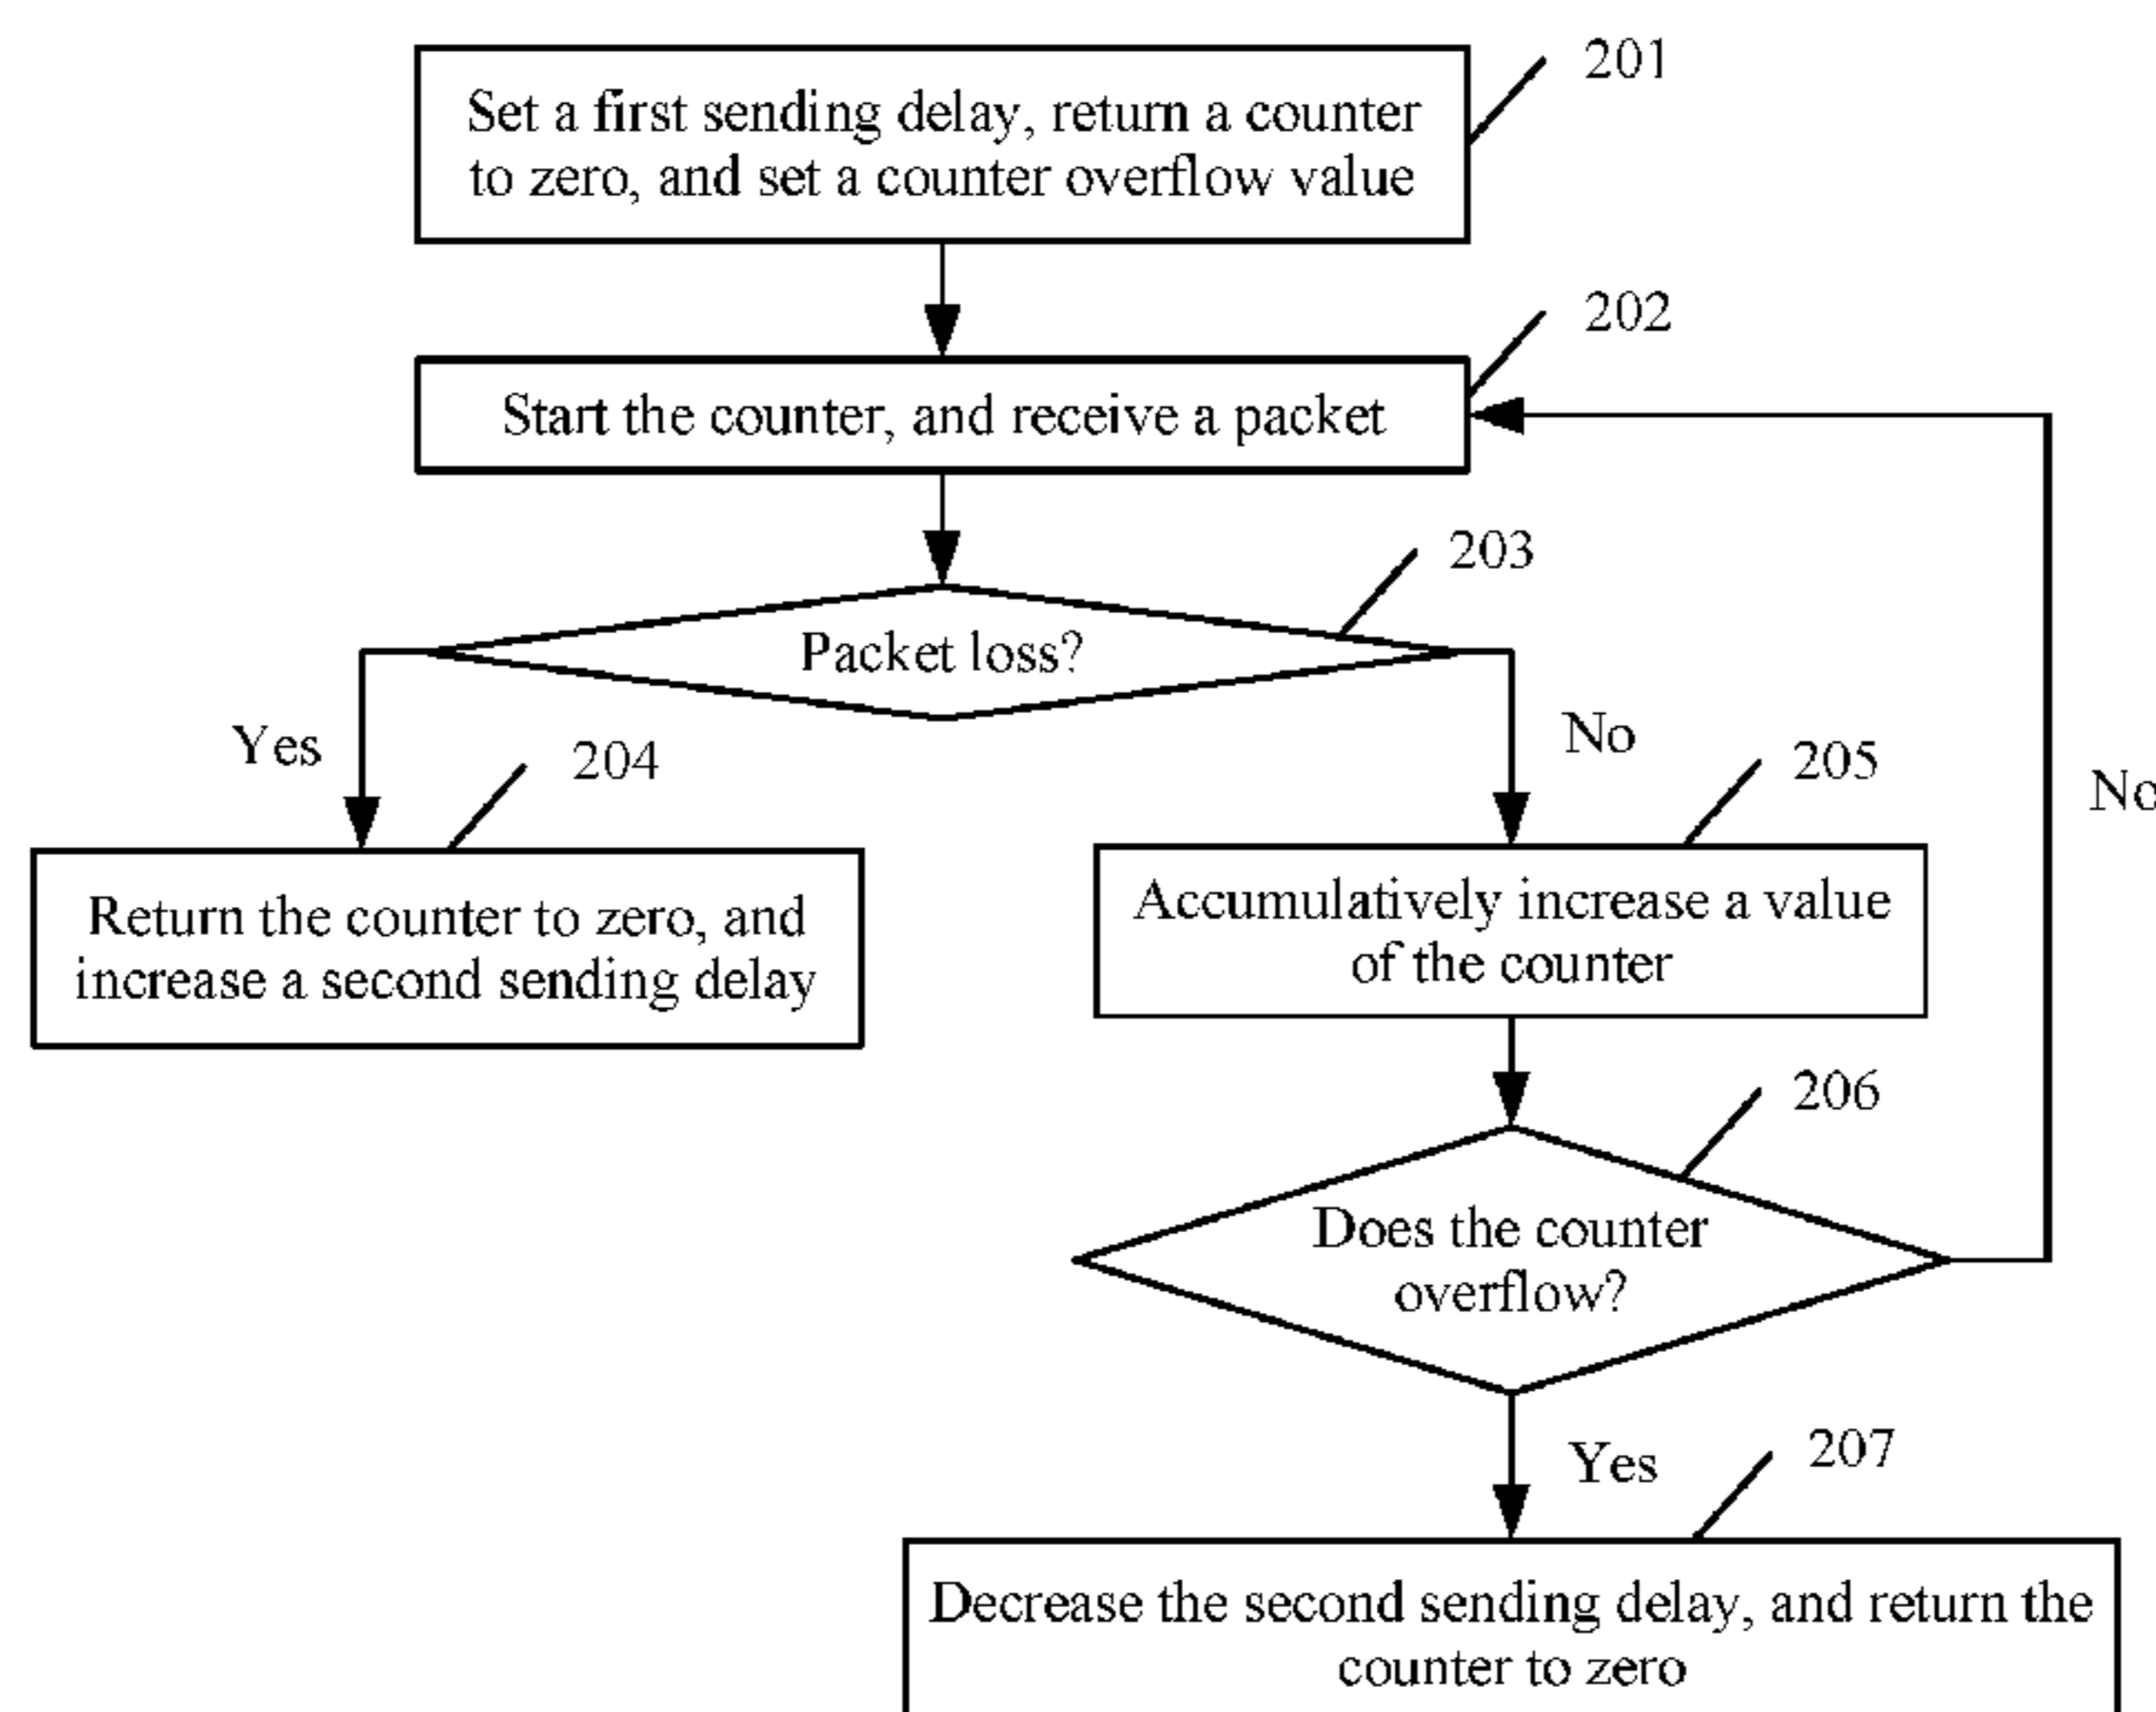 201
Set a first sending delay, return a counter
to zero, and set a counter overflow value
202
Start the counter, and receive a packet
203
Packet loss?
Yes
No
204
205
No
Return the counter to zero, and
increase a second sending delay
Accumulatively increase a value
of the counter
206
Does the counter
overflow?
Yes
207
Decrease the second sending delay, and return the
counter to zero